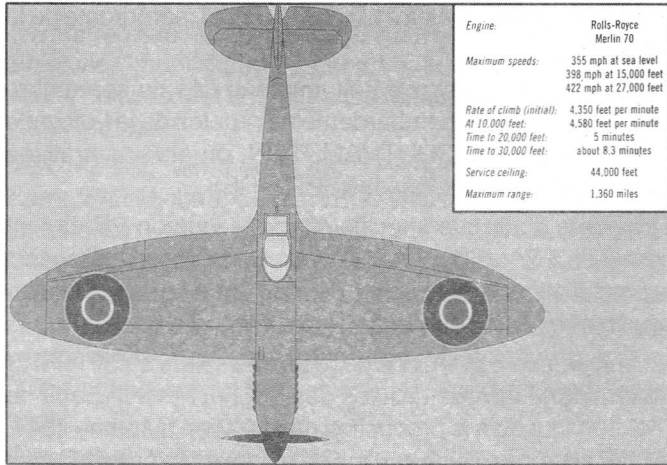 Engine: Rolls-Royce
Merlin 70
Maximum speeds: 355 mph at sea level
398 mph at 15,000 feet
422 mph at 27,000 feet
Rate of climb (initial): 4,350 feet per minute
At 10,000 feet: 4,580 feet per minute
Time to 20,000 feet: 5 minutes
Time to 30,000 feet: about 8.3 minutes
Service ceiling: 44,000 feet
Maximum range: 1,360 miles